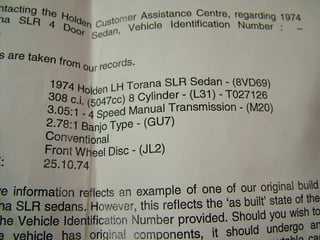 ntacting the Holden Customer Assistance Centre, regarding 1974
na SLR 4 Door Sedan, Vehicle Identification Number : –
s are taken from our records.
1974 Holden LH Torana SLR Sedan - (8VD69)
308 c.i. (5047cc) 8 Cylinder - (L31) - T027126
3.05:1 - 4 Speed Manual Transmission - (M20)
2.78:1 Banjo Type - (GU7)
Conventional
Front Wheel Disc - (JL2)
: 25.10.74
e information reflects an example of one of our original build
na SLR sedans. However, this reflects the 'as built' state of the
he Vehicle Identification Number provided. Should you wish to
e vehicle has original components, it should undergo an